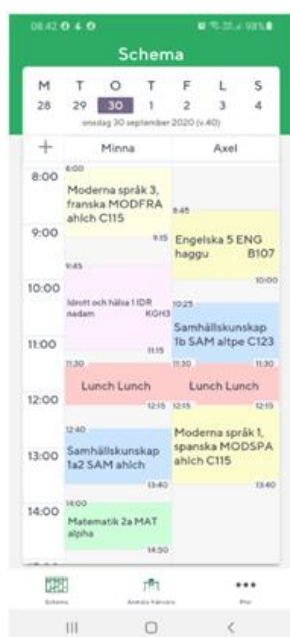 08:42
98%
Schema
M T O T F L S
28 29 30 1 2 3 4
onsdag 30 september 2020 (v.40)
+ Minna Axel
8:00
8:00
Moderna språk 3,
franska MODFRA
ahlch C115
9:15
8:45
Engelska 5 ENG
haggu B107
10:00
9:00
9:45
Idrott och hälsa 1 IDR
nadam KGH3
11:15
10:00
10:25
Samhällskunskap
1b SAM altpe C123
11:30
11:00
11:30
Lunch Lunch
12:15
Lunch Lunch
11:30
12:15
12:00
12:15
Moderna språk 1,
spanska MODSPA
ahlch C115
13:40
12:40
Samhällskunskap
1a2 SAM ahlch
13:40
13:00
14:00
14:00
Matematik 2a MAT
alpha
14:50
Schema
Anmäla frånvaro
Mer